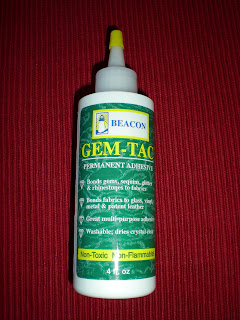 BEACON
GEM-TAC
PERMANENT ADHESIVE
Bonds gems, sequins, glitter
& rhinestones to fabrics
Bonds fabrics to glass, vinyl,
metal & patent leather
Great multi-purpose adhesive
Washable, dries crystal clear
Non-Toxic Non-Flammable
4 fl. oz